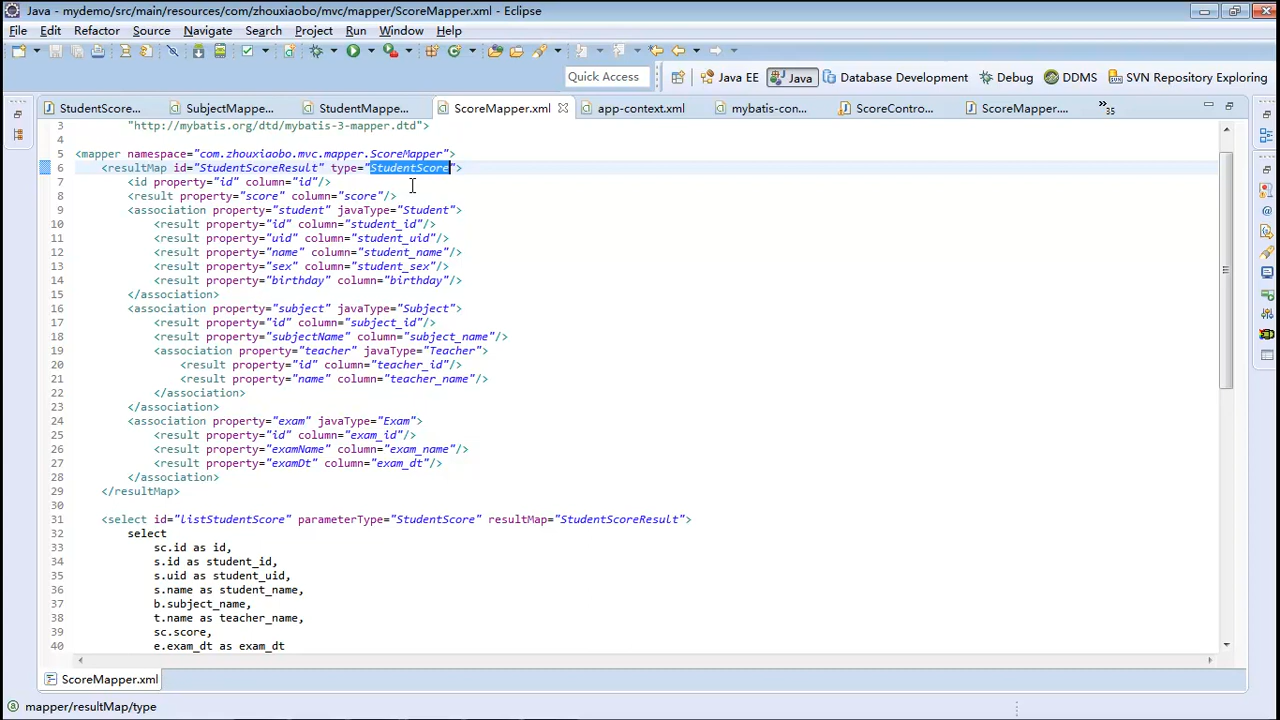 Java - mydemo/src/main/resources/com/zhouxiaobo/mvc/mapper/ScoreMapper.xml - Eclipse
File Edit Refactor Source Navigate Search Project Run Window Help
Quick Access Java EE Java Database Development Debug DDMS SVN Repository Exploring
StudentScore... SubjectMappe... StudentMappe... ScoreMapper.xml app-context.xml mybatis-con... ScoreContro... ScoreMapper.... »35
3 "http://mybatis.org/dtd/mybatis-3-mapper.dtd">
4
5 <mapper namespace="com.zhouxiaobo.mvc.mapper.ScoreMapper">
6 <resultMap id="StudentScoreResult" type="StudentScore">
7 <id property="id" column="id"/>
8 <result property="score" column="score"/>
9 <association property="student" javaType="Student">
10 <result property="id" column="student_id"/>
11 <result property="uid" column="student_uid"/>
12 <result property="name" column="student_name"/>
13 <result property="sex" column="student_sex"/>
14 <result property="birthday" column="birthday"/>
15 </association>
16 <association property="subject" javaType="Subject">
17 <result property="id" column="subject_id"/>
18 <result property="subjectName" column="subject_name"/>
19 <association property="teacher" javaType="Teacher">
20 <result property="id" column="teacher_id"/>
21 <result property="name" column="teacher_name"/>
22 </association>
23 </association>
24 <association property="exam" javaType="Exam">
25 <result property="id" column="exam_id"/>
26 <result property="examName" column="exam_name"/>
27 <result property="examDt" column="exam_dt"/>
28 </association>
29 </resultMap>
30
31 <select id="listStudentScore" parameterType="StudentScore" resultMap="StudentScoreResult">
32 select
33 sc.id as id,
34 s.id as student_id,
35 s.uid as student_uid,
36 s.name as student_name,
37 b.subject_name,
38 t.name as teacher_name,
39 sc.score,
40 e.exam_dt as exam_dt
ScoreMapper.xml
mapper/resultMap/type